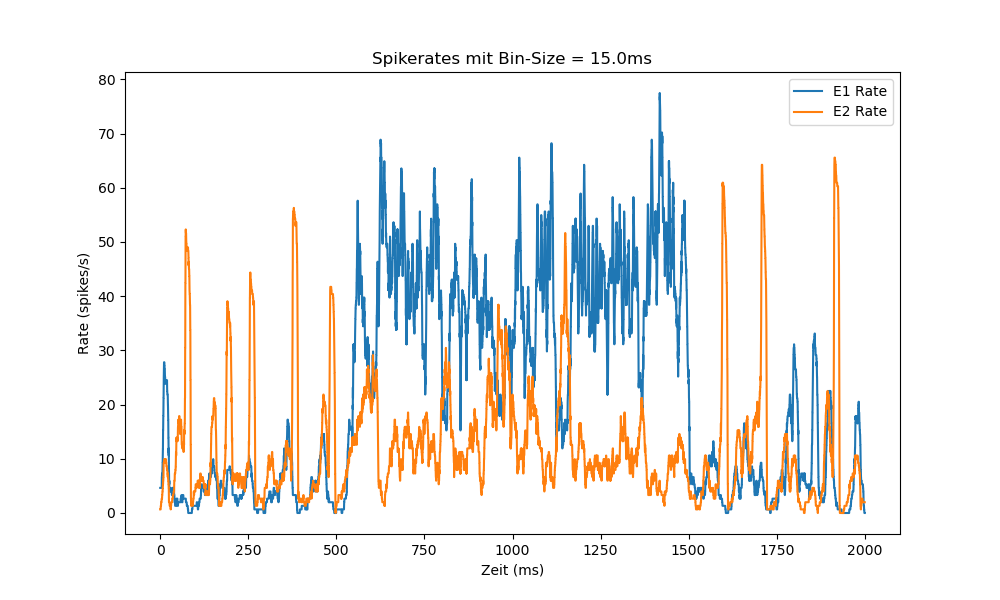 Spikerates mit Bin-Size = 15.0ms
E1 Rate
E2 Rate
Rate (spikes/s)
80
70
60
50
40
30
20
10
0
0 250 500 750 1000 1250 1500 1750 2000
Zeit (ms)